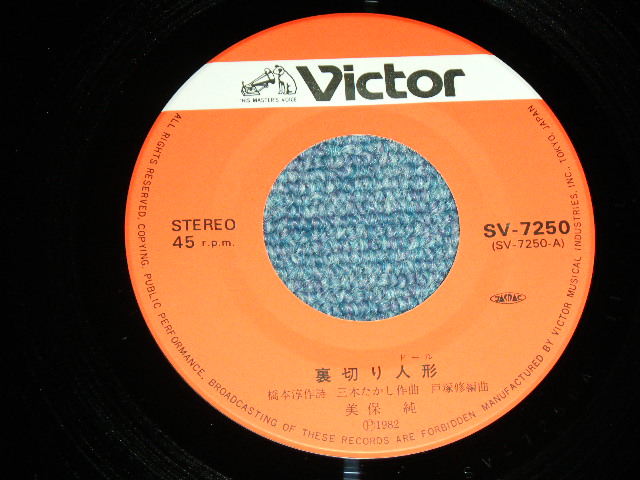 Victor
"HIS MASTER'S VOICE"
STEREO
45 r.p.m.
SV-7250
(SV-7250-A)
JASRAC
ドール
裏切り人形
橋本淳作詩 三木たかし作曲 戸塚修編曲
美保 純
Ⓟ1982
ALL RIGHTS RESERVED. COPYING, PUBLIC PERFORMANCE, BROADCASTING OF THESE RECORDS ARE FORBIDDEN MANUFACTURED BY VICTOR MUSICAL INDUSTRIES, INC., TOKYO, JAPAN